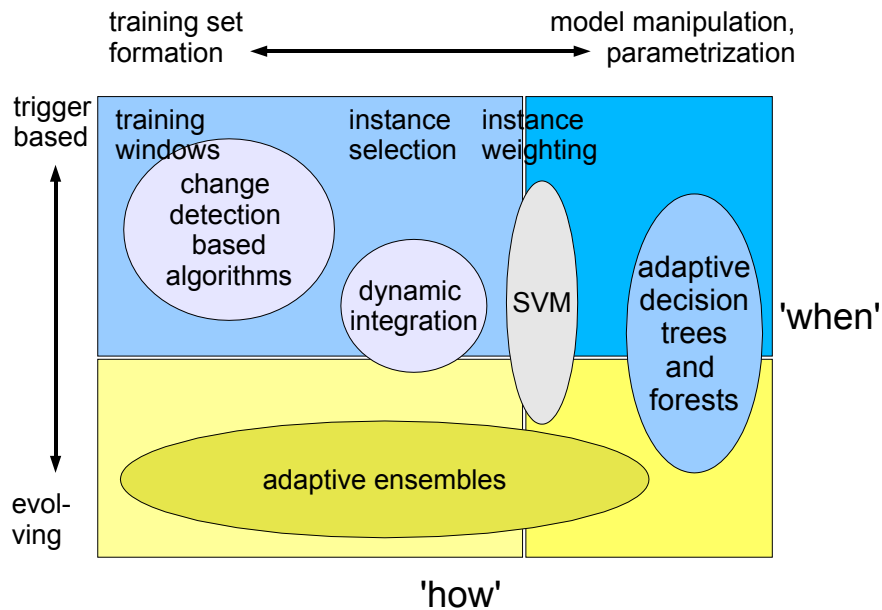 training set
formation
model manipulation,
parametrization
trigger
based
training
windows
instance
selection
instance
weighting
change
detection
based
algorithms
dynamic
integration
SVM
adaptive
decision
trees
and
forests
'when'
adaptive ensembles
evol-
ving
'how'